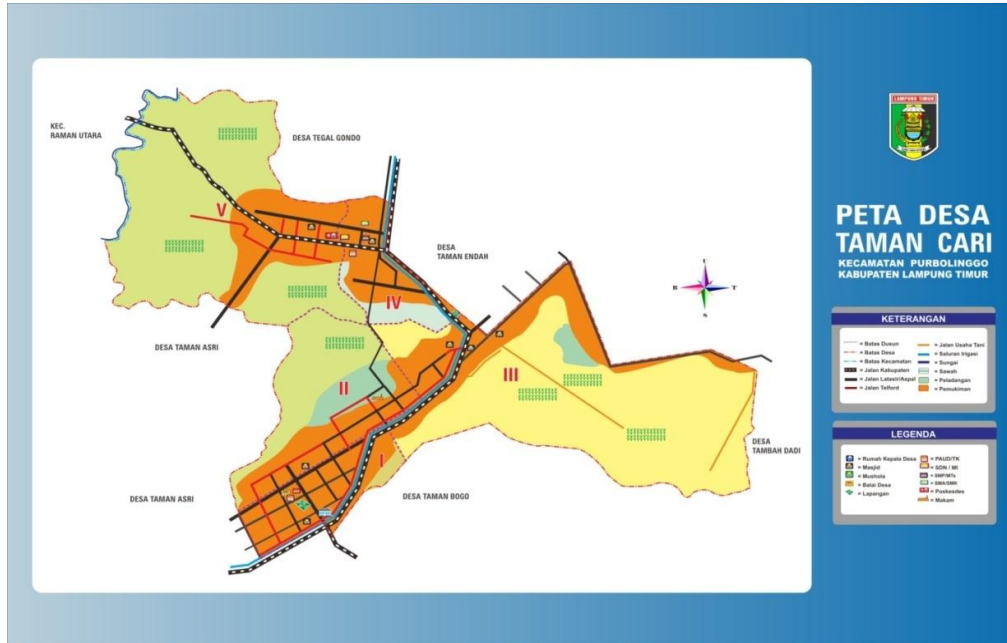 KEC.
RAMAN UTARA
DESA TEGAL GONDO
DESA
TAMAN ENDAH
DESA TAMAN ASRI
DESA TAMAN ASRI
DESA TAMAN BOGO
DESA
TAMBAH DADI
V
IV
II
III
I
U
B
T
S
LAMPUNG TIMUR
PETA DESA
TAMAN CARI
KECAMATAN PURBOLINGGO
KABUPATEN LAMPUNG TIMUR
KETERANGAN
= Batas Dusun
= Batas Desa
= Batas Kecamatan
= Jalan Kabupaten
= Jalan Latasir/Aspal
= Jalan Telford
= Jalan Usaha Tani
= Saluran Irigasi
= Sungai
= Sawah
= Peladangan
= Pemukiman
LEGENDA
= Rumah Kepala Desa
= Masjid
= Mushola
= Balai Desa
= Lapangan
= PAUD/TK
= SDN / MI
= SMP/MTs
= SMA/SMK
= Poskesdes
= Makam